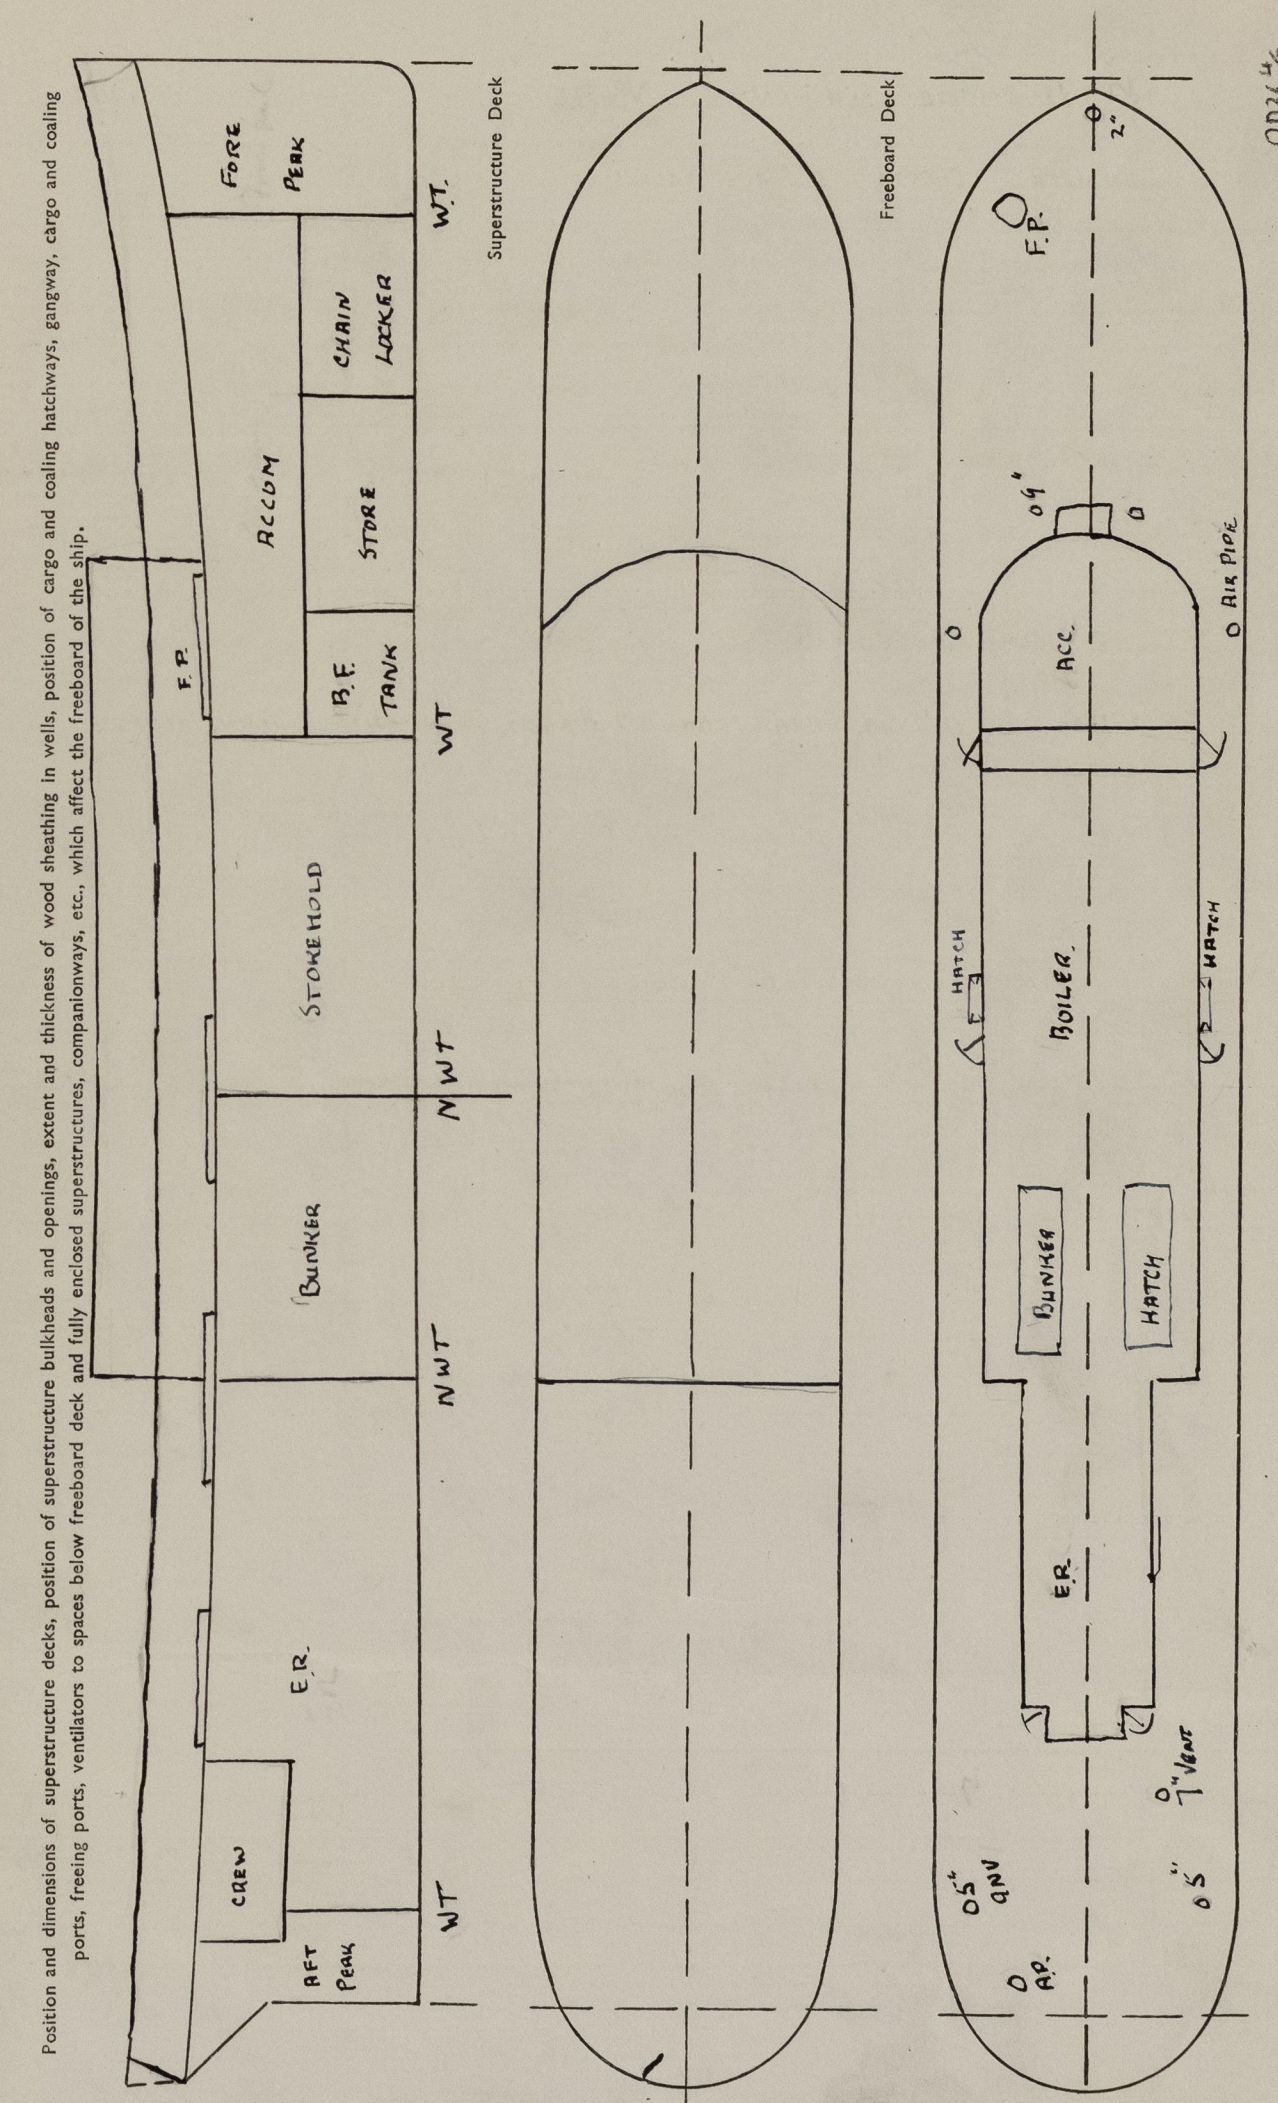 Position and dimensions of superstructure decks, position of superstructure bulkheads and openings, extent and thickness of wood sheathing in wells, position of cargo and coaling hatchways, gangway, cargo and coaling
ports, freeing ports, ventilators to spaces below freeboard deck and fully enclosed superstructures, companionways, etc., which affect the freeboard of the ship.
F.P.
CREW
AFT
PEAK
E.R.
BUNKER
STOKEHOLD
ACCOM
B.F.
TANK
STORE
CHAIN
LOCKER
FORE
PEAK
WT
NWT
NWT
WT
W.T.
Superstructure Deck
Freeboard Deck
5"
QNV
A.P.
5"
7" VENT
E.R.
BUNKER
HATCH
BOILER.
HATCH
HATCH
ACC.
AIR PIPE
9"
F.P.
2"